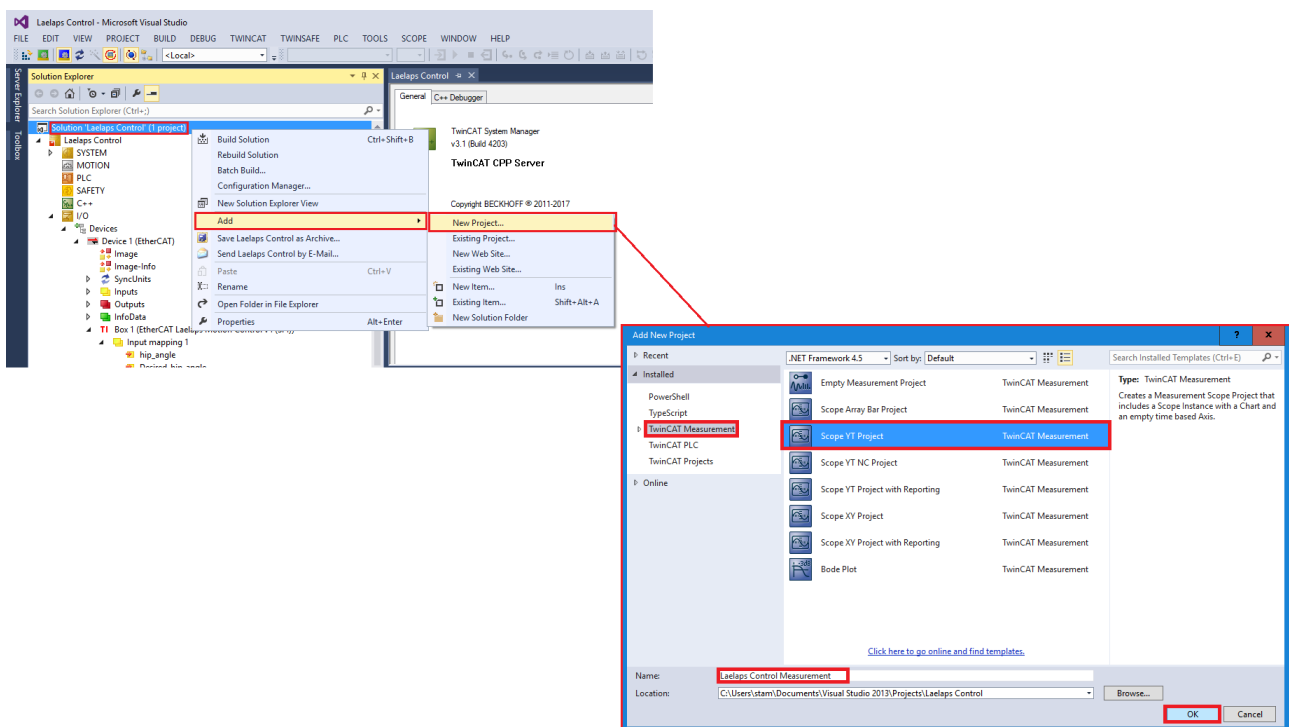 Laelaps Control - Microsoft Visual Studio
FILE EDIT VIEW PROJECT BUILD DEBUG TWINCAT TWINSAFE PLC TOOLS SCOPE WINDOW HELP
<Local>
Server Explorer
Toolbox
Solution Explorer
Search Solution Explorer (Ctrl+;)
Solution 'Laelaps Control' (1 project)
Laelaps Control
SYSTEM
MOTION
PLC
SAFETY
C++
I/O
Devices
Device 1 (EtherCAT)
Image
Image-Info
SyncUnits
Inputs
Outputs
InfoData
Box 1 (EtherCAT Laelaps Motion Control
Input mapping 1
hip_angle
Desired_hip_angle
Build Solution Ctrl+Shift+B
Rebuild Solution
Batch Build...
Configuration Manager...
New Solution Explorer View
Add
Save Laelaps Control as Archive...
Send Laelaps Control by E-Mail...
Paste Ctrl+V
Rename
Open Folder in File Explorer
Properties Alt+Enter
New Project...
Existing Project...
New Web Site...
Existing Web Site...
New Item... Ins
Existing Item... Shift+Alt+A
New Solution Folder
Laelaps Control
General C++ Debugger
TwinCAT System Manager
v3.1 (Build 4203)
TwinCAT CPP Server
Copyright BECKHOFF © 2011-2017
Add New Project ? x
Recent
Installed
PowerShell
TypeScript
TwinCAT Measurement
TwinCAT PLC
TwinCAT Projects
Online
.NET Framework 4.5 Sort by: Default
Search Installed Templates (Ctrl+E)
Empty Measurement Project TwinCAT Measurement
Scope Array Bar Project TwinCAT Measurement
Scope YT Project TwinCAT Measurement
Scope YT NC Project TwinCAT Measurement
Scope YT Project with Reporting TwinCAT Measurement
Scope XY Project TwinCAT Measurement
Scope XY Project with Reporting TwinCAT Measurement
Bode Plot TwinCAT Measurement
Type: TwinCAT Measurement
Creates a Measurement Scope Project that
includes a Scope Instance with a Chart and
an empty time based Axis.
Click here to go online and find templates.
Name: Laelaps Control Measurement
Location: C:\Users\stam\Documents\Visual Studio 2013\Projects\Laelaps Control Browse...
OK Cancel